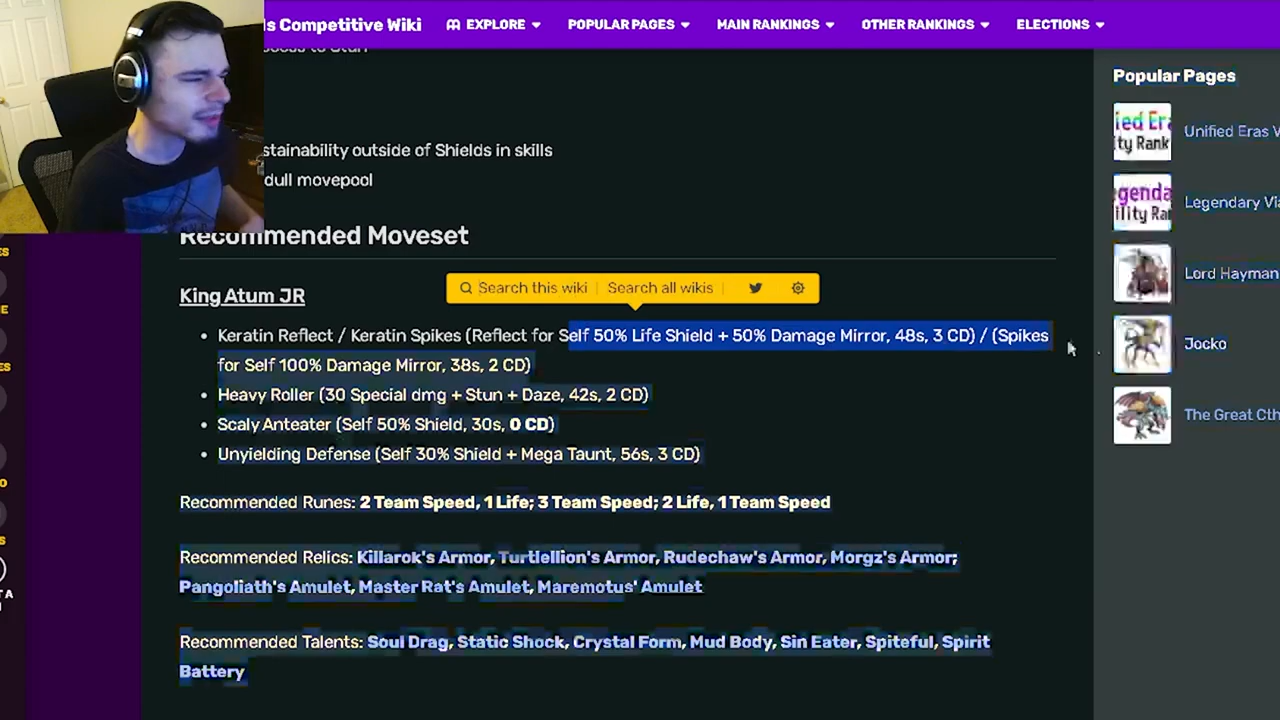 ls Competitive Wiki
EXPLORE
POPULAR PAGES
MAIN RANKINGS
OTHER RANKINGS
ELECTIONS
to Stun
stainability outside of Shields in skills
dull movepool
Recommended Moveset
King Atum JR
Search this wiki
Search all wikis
Keratin Reflect / Keratin Spikes (Reflect for Self 50% Life Shield + 50% Damage Mirror, 48s, 3 CD) / (Spikes
for Self 100% Damage Mirror, 38s, 2 CD)
Heavy Roller (30 Special dmg + Stun + Daze, 42s, 2 CD)
Scaly Anteater (Self 50% Shield, 30s, 0 CD)
Unyielding Defense (Self 30% Shield + Mega Taunt, 56s, 3 CD)
Recommended Runes: 2 Team Speed, 1 Life; 3 Team Speed; 2 Life, 1 Team Speed
Recommended Relics: Killarok's Armor, Turtlellion's Armor, Rudechaw's Armor, Morgz's Armor;
Pangoliath's Amulet, Master Rat's Amulet, Maremotus' Amulet
Recommended Talents: Soul Drag, Static Shock, Crystal Form, Mud Body, Sin Eater, Spiteful, Spirit
Battery
Popular Pages
Unified Eras V
Legendary Via
Lord Hayman
Jocko
The Great Cth